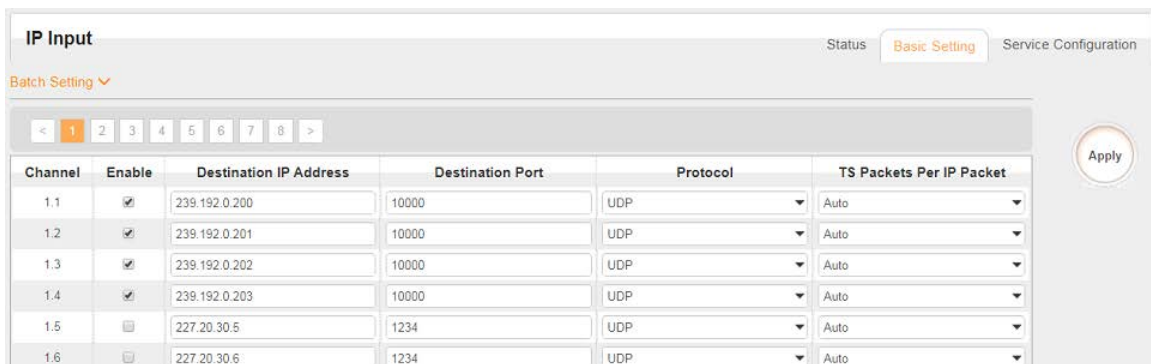 IP Input
Status Basic Setting Service Configuration
Batch Setting
< 1 2 3 4 5 6 7 8 >
Apply
Channel Enable Destination IP Address Destination Port Protocol TS Packets Per IP Packet
1.1 239.192.0.200 10000 UDP Auto
1.2 239.192.0.201 10000 UDP Auto
1.3 239.192.0.202 10000 UDP Auto
1.4 239.192.0.203 10000 UDP Auto
1.5 227.20.30.5 1234 UDP Auto
1.6 227.20.30.6 1234 UDP Auto